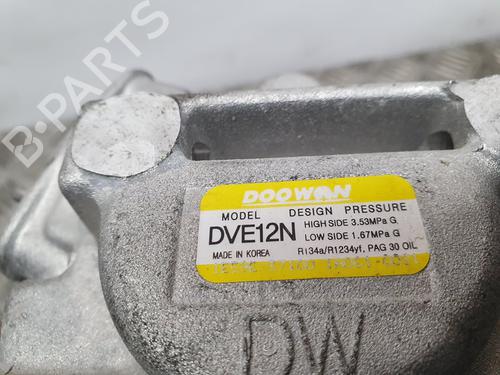 B-PARTS
DOOWON
MODEL DESIGN PRESSURE
DVE12N HIGH SIDE 3.53MPa G
LOW SIDE 1.67MPa G
MADE IN KOREA R134a/R1234yf, PAG 30 OIL
DW